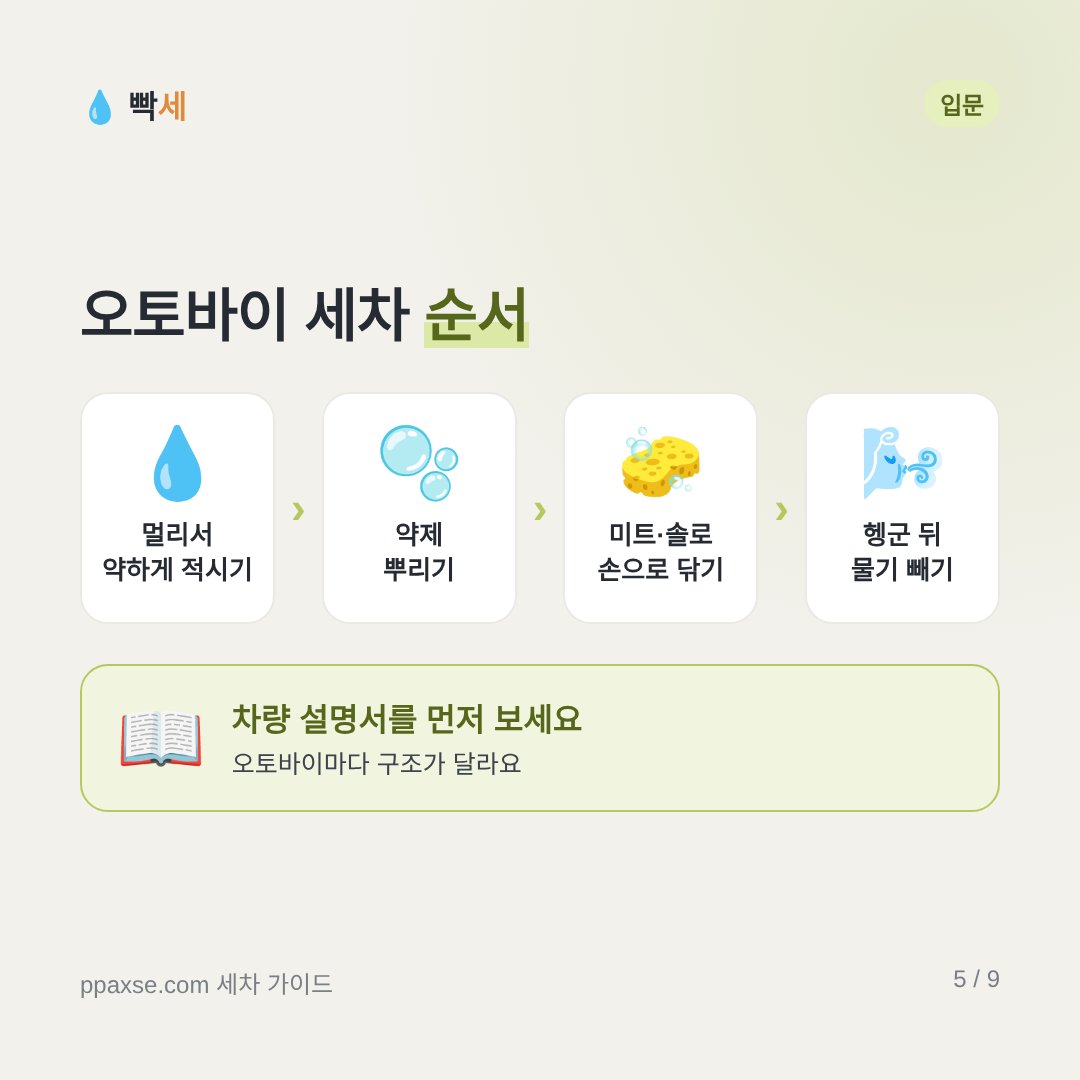 빡세
입문
오토바이 세차 순서
멀리서
약하게 적시기
약제
뿌리기
미트·솔로
손으로 닦기
헹군 뒤
물기 빼기
차량 설명서를 먼저 보세요
오토바이마다 구조가 달라요
ppaxse.com 세차 가이드
5 / 9